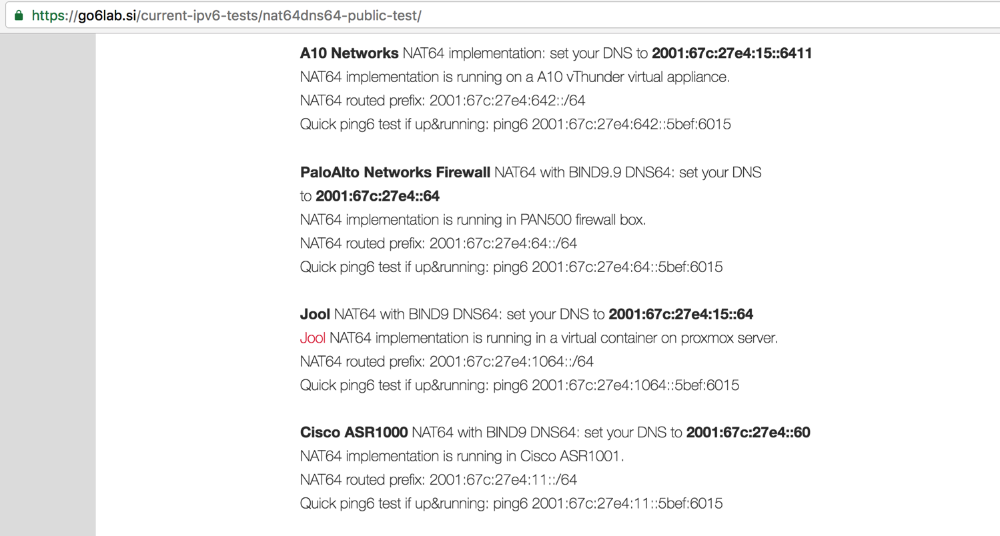 https://go6lab.si/current-ipv6-tests/nat64dns64-public-test/
A10 Networks NAT64 implementation: set your DNS to 2001:67c:27e4:15::6411
NAT64 implementation is running on a A10 vThunder virtual appliance.
NAT64 routed prefix: 2001:67c:27e4:642::/64
Quick ping6 test if up&running: ping6 2001:67c:27e4:642::5bef:6015
PaloAlto Networks Firewall NAT64 with BIND9.9 DNS64: set your DNS
to 2001:67c:27e4::64
NAT64 implementation is running in PAN500 firewall box.
NAT64 routed prefix: 2001:67c:27e4:64::/64
Quick ping6 test if up&running: ping6 2001:67c:27e4:64::5bef:6015
Jool NAT64 with BIND9 DNS64: set your DNS to 2001:67c:27e4:15::64
Jool NAT64 implementation is running in a virtual container on proxmox server.
NAT64 routed prefix: 2001:67c:27e4:1064::/64
Quick ping6 test if up&running: ping6 2001:67c:27e4:1064::5bef:6015
Cisco ASR1000 NAT64 with BIND9 DNS64: set your DNS to 2001:67c:27e4::60
NAT64 implementation is running in Cisco ASR1001.
NAT64 routed prefix: 2001:67c:27e4:11::/64
Quick ping6 test if up&running: ping6 2001:67c:27e4:11::5bef:6015